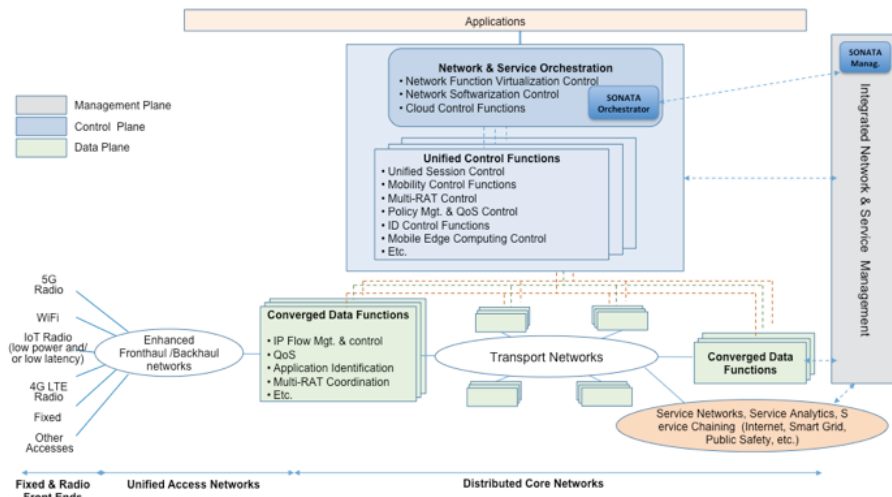 Applications
Network & Service Orchestration
• Network Function Virtualization Control
• Network Softwarization Control
• Cloud Control Functions
SONATA
Orchestrator
SONATA
Manag.
Integrated Network & Service Management
Management Plane
Control Plane
Data Plane
Unified Control Functions
• Unified Session Control
• Mobility Control Functions
• Multi-RAT Control
• Policy Mgt. & QoS Control
• ID Control Functions
• Mobile Edge Computing Control
• Etc.
5G
Radio
WiFi
IoT Radio
(low power and/
or low latency)
4G LTE
Radio
Fixed
Other
Accesses
Enhanced
Fronthaul /Backhaul
networks
Converged Data Functions
• IP Flow Mgt. & control
• QoS
• Application Identification
• Multi-RAT Coordination
• Etc.
Transport Networks
Converged Data
Functions
Service Networks, Service Analytics, S
ervice Chaining (Internet, Smart Grid,
Public Safety, etc.)
Fixed & Radio
Front Ends
Unified Access Networks
Distributed Core Networks